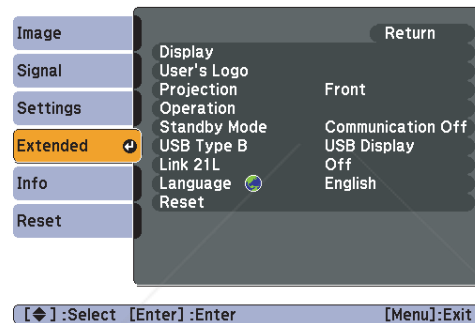 Image
Signal
Settings
Extended
Info
Reset
Return
Display
User's Logo
Projection Front
Operation
Standby Mode Communication Off
USB Type B USB Display
Link 21L Off
Language English
Reset
[ ] :Select [Enter] :Enter [Menu]:Exit